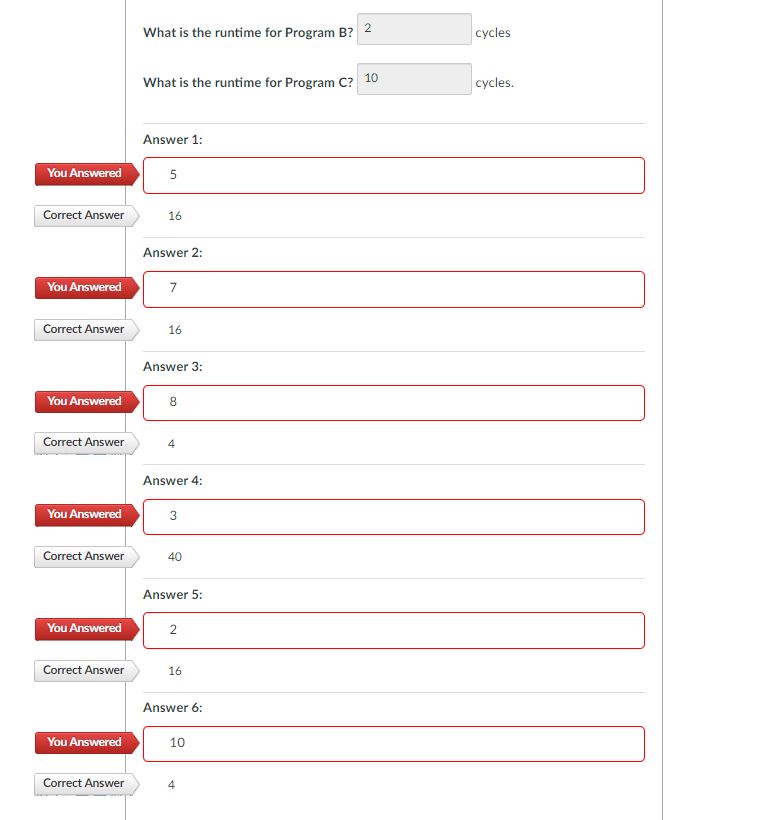 What is the runtime for Program B? 2 cycles
What is the runtime for Program C? 10 cycles.
Answer 1:
You Answered 5
Correct Answer 16
Answer 2:
You Answered 7
Correct Answer 16
Answer 3:
You Answered 8
Correct Answer 4
Answer 4:
You Answered 3
Correct Answer 40
Answer 5:
You Answered 2
Correct Answer 16
Answer 6:
You Answered 10
Correct Answer 4